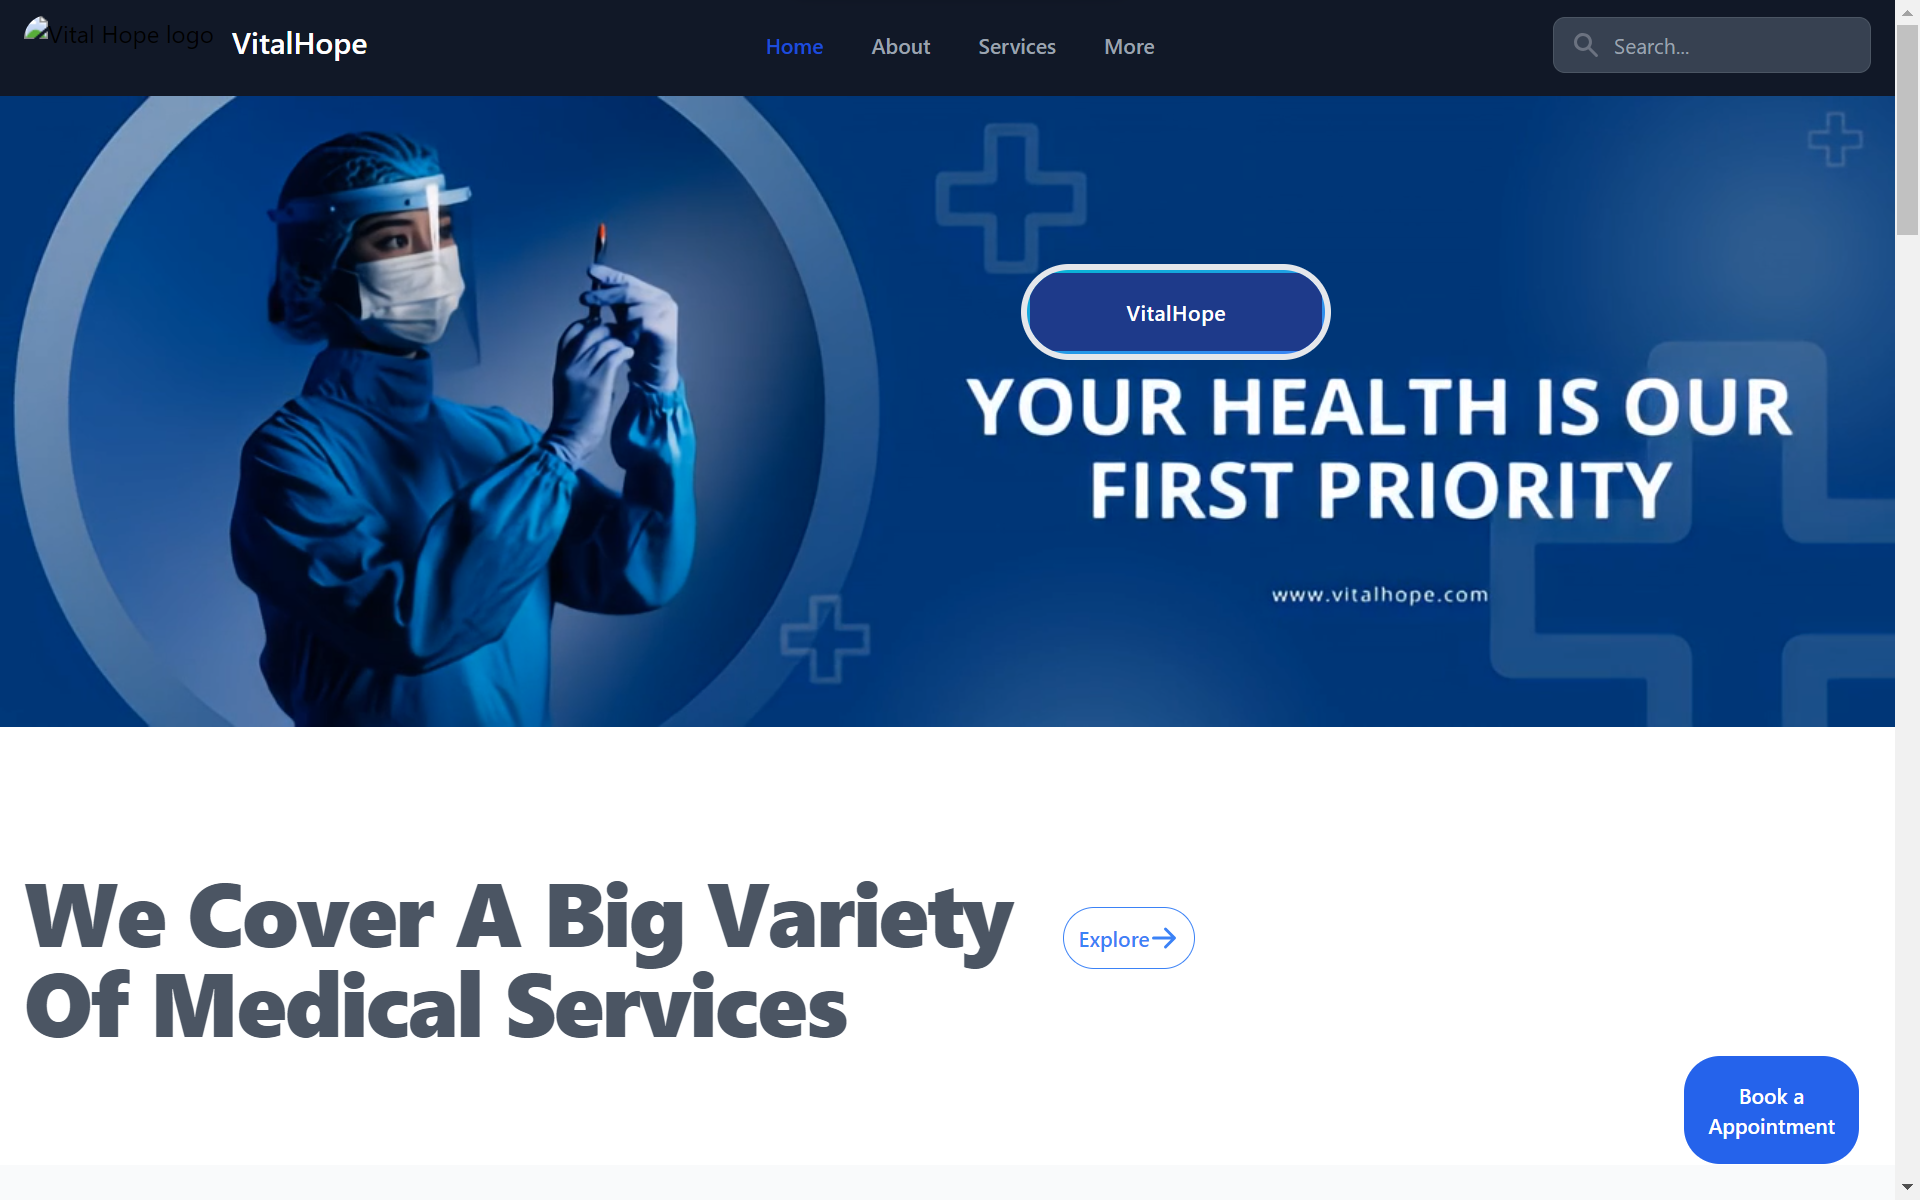 Vital Hope logo
VitalHope
Home
About
Services
More
Search...
VitalHope
YOUR HEALTH IS OUR
FIRST PRIORITY
www.vitalhope.com
We Cover A Big Variety
Of Medical Services
Explore
Book a
Appointment